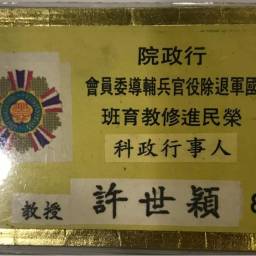 行政院
國軍退除役官兵輔導委員會
榮民進修教育班
人事行政科
教授 許世穎